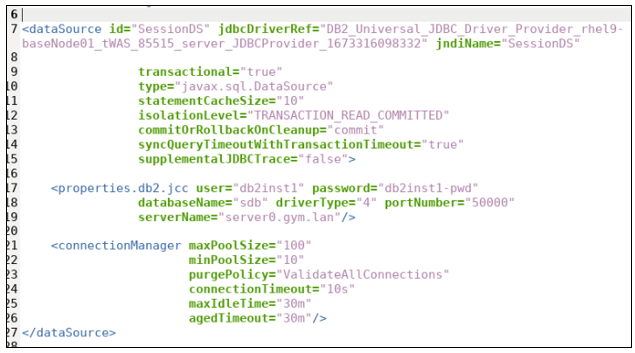 6
7 <dataSource id="SessionDS" jdbcDriverRef="DB2_Universal_JDBC_Driver_Provider_rhel9-
baseNode01_tWAS_85515_server_JDBCProvider_1673316098332" jndiName="SessionDS"
8
9 transactional="true"
10 type="javax.sql.DataSource"
11 statementCacheSize="10"
12 isolationLevel="TRANSACTION_READ_COMMITTED"
13 commitOrRollbackOnCleanup="commit"
14 syncQueryTimeoutWithTransactionTimeout="true"
15 supplementalJDBCTrace="false">
16
17 <properties.db2.jcc user="db2inst1" password="db2inst1-pwd"
18 databaseName="sdb" driverType="4" portNumber="50000"
19 serverName="server0.gym.lan"/>
20
21 <connectionManager maxPoolSize="100"
22 minPoolSize="10"
23 purgePolicy="ValidateAllConnections"
24 connectionTimeout="10s"
25 maxIdleTime="30m"
26 agedTimeout="30m"/>
27 </dataSource>
28